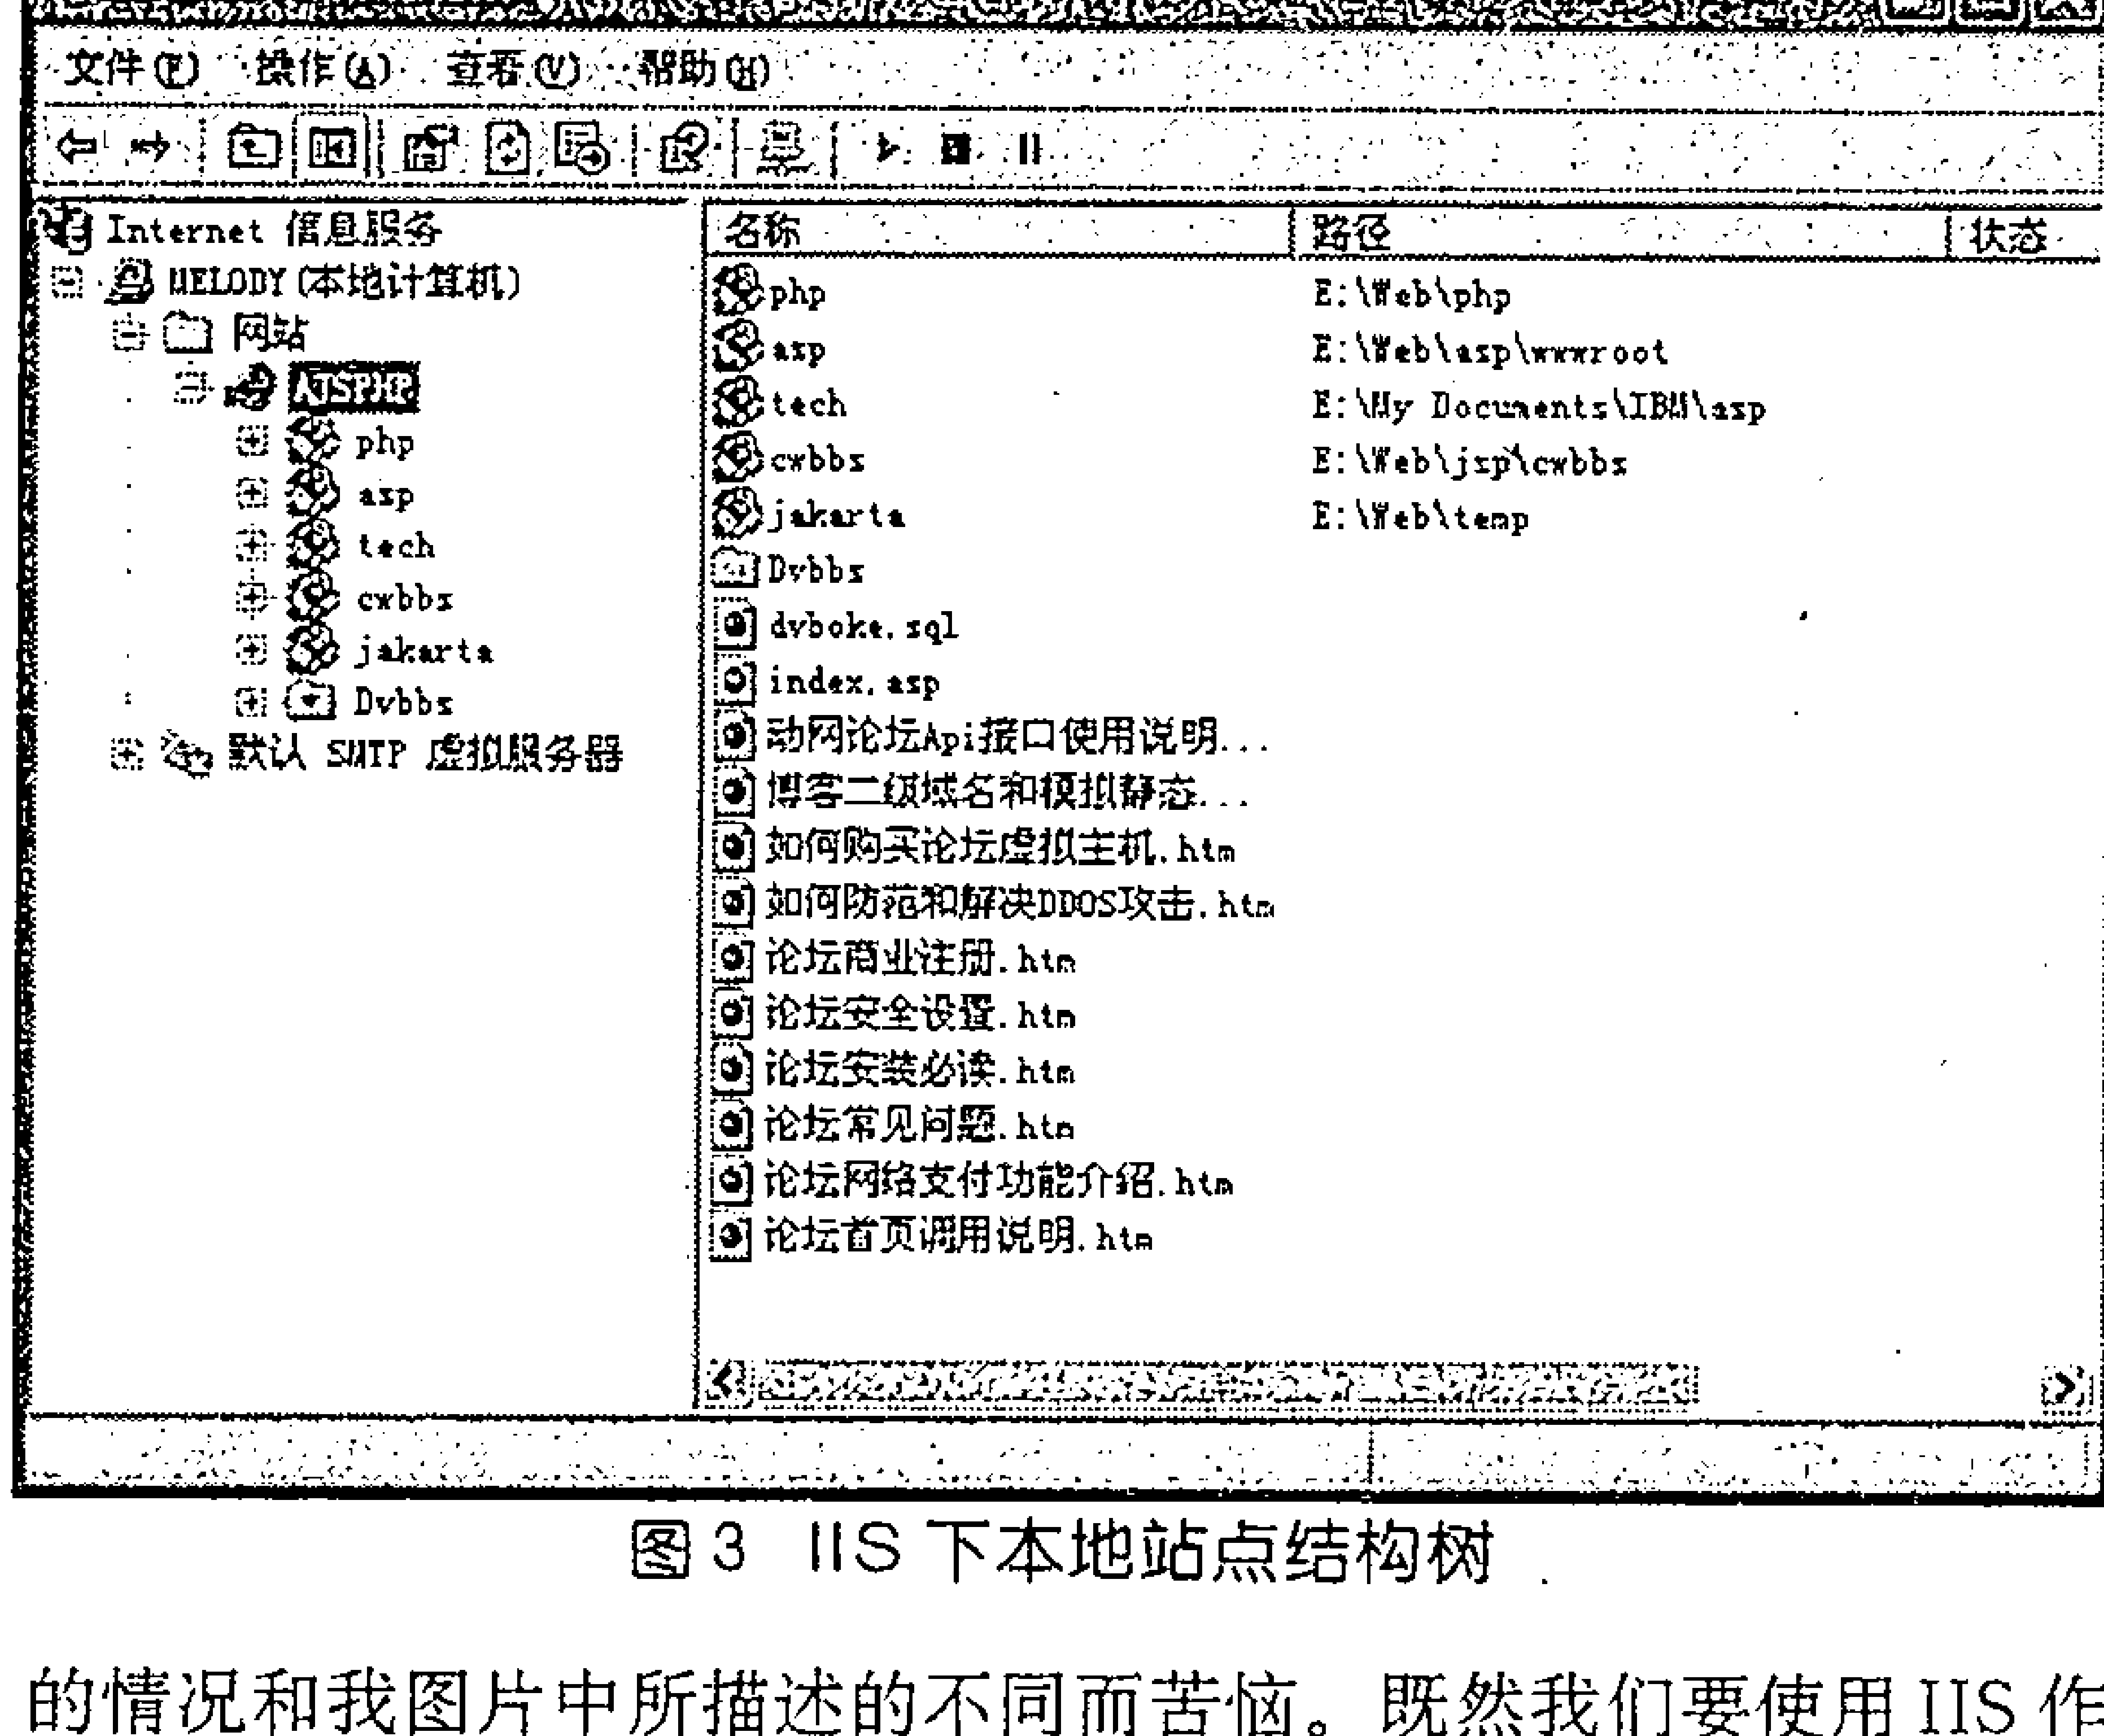 文件(F) 操作(A) 查看(V) 帮助(H)
Internet 信息服务
MELODY(本地计算机)
网站
AJSPHP
php
asp
tech
cwbbs
jakarta
Dvbbs
默认 SMTP 虚拟服务器
名称 路径 状态
php E:\Web\php
asp E:\Web\asp\wwwroot
tech E:\My Documents\IBM\asp
cwbbs E:\Web\jsp\cwbbs
jakarta E:\Web\temp
Dvbbs
dvboke.sql
index.asp
动网论坛Api接口使用说明...
博客二级域名和模拟静态...
如何购买论坛虚拟主机.htm
如何防范和解决DDOS攻击.htm
论坛商业注册.htm
论坛安全设置.htm
论坛安装必读.htm
论坛常见问题.htm
论坛网络支付功能介绍.htm
论坛首页调用说明.htm
图 3 IIS 下本地站点结构树
的情况和我图片中所描述的不同而苦恼。既然我们要使用 IIS 作